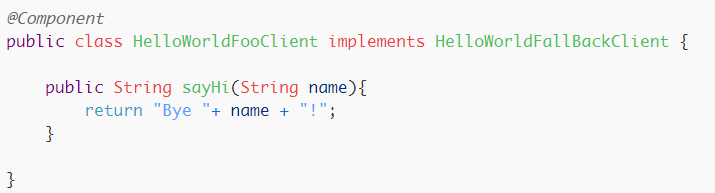 @Component
public class HelloWorldFooClient implements HelloWorldFallBackClient {
    public String sayHi(String name){
        return "Bye "+ name + "!";
    }
}